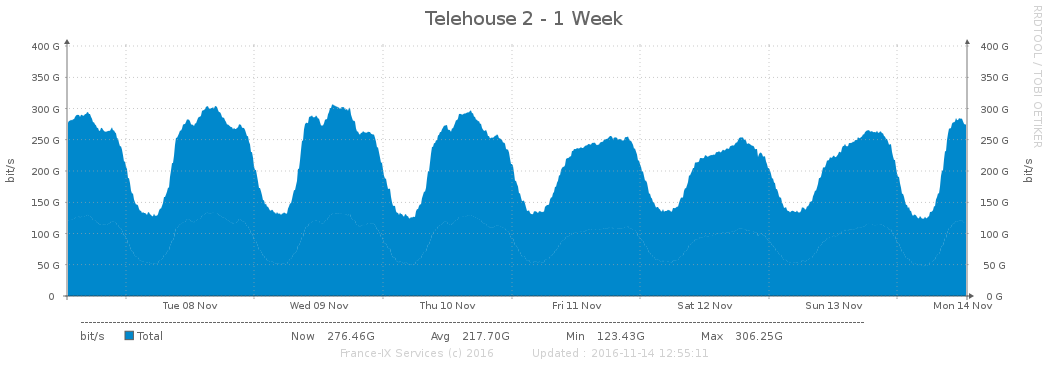 Telehouse 2 - 1 Week
RRDTOOL / TOBI OETIKER
400 G 400 G
350 G 350 G
300 G 300 G
250 G 250 G
200 G 200 G
150 G 150 G
100 G 100 G
50 G 50 G
0 0 G
bit/s bit/s
Tue 08 Nov Wed 09 Nov Thu 10 Nov Fri 11 Nov Sat 12 Nov Sun 13 Nov Mon 14 Nov
bit/s Total Now 276.46G Avg 217.70G Min 123.43G Max 306.25G
France-IX Services (c) 2016 Updated : 2016-11-14 12:55:11